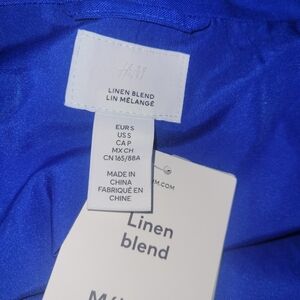 H&M
LINEN BLEND
LIN MÉLANGÉ
EUR S
US S
CA P
MX CH
CN 165/88A
MADE IN
CHINA
FABRIQUÉ EN
CHINE
M.COM
Linen
blend